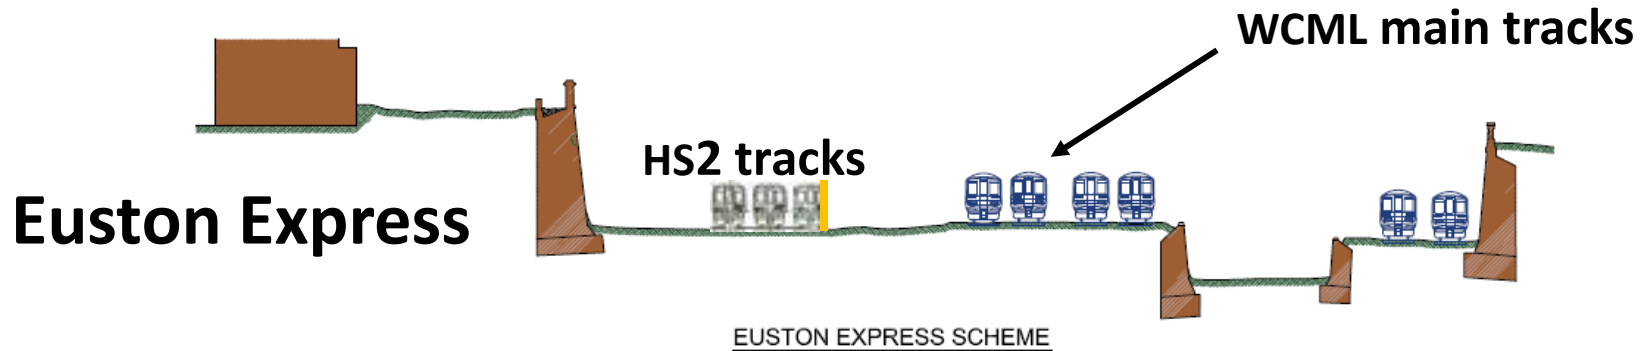 WCML main tracks
HS2 tracks
Euston Express
EUSTON EXPRESS SCHEME